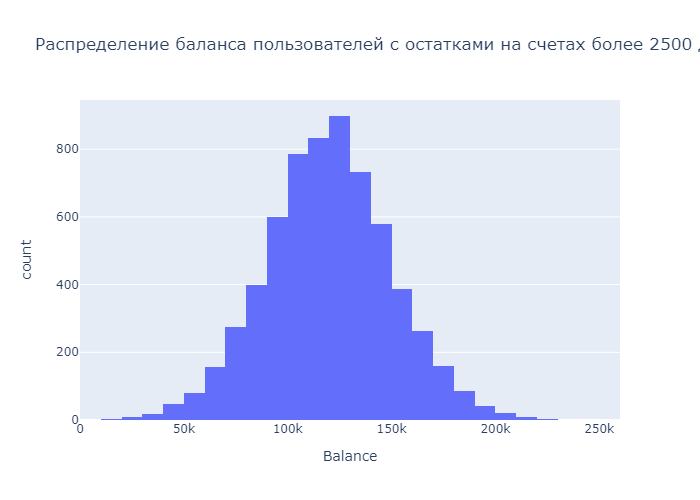 Распределение баланса пользователей с остатками на счетах более 2500
count
800
600
400
200
0
0 50k 100k 150k 200k 250k
Balance